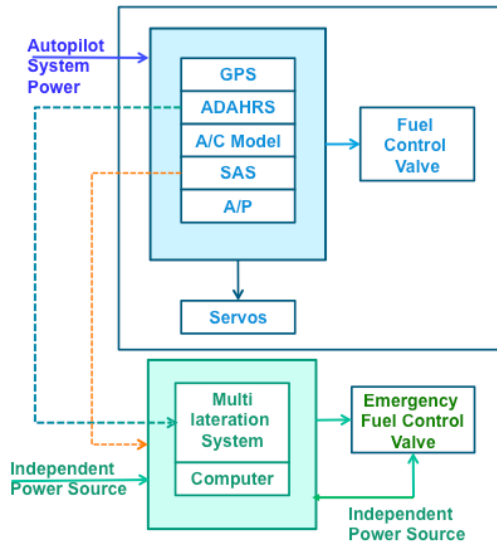 Autopilot
System
Power
GPS
ADAHRS
A/C Model
SAS
A/P
Fuel
Control
Valve
Servos
Multi
lateration
System
Computer
Emergency
Fuel Control
Valve
Independent
Power Source
Independent
Power Source